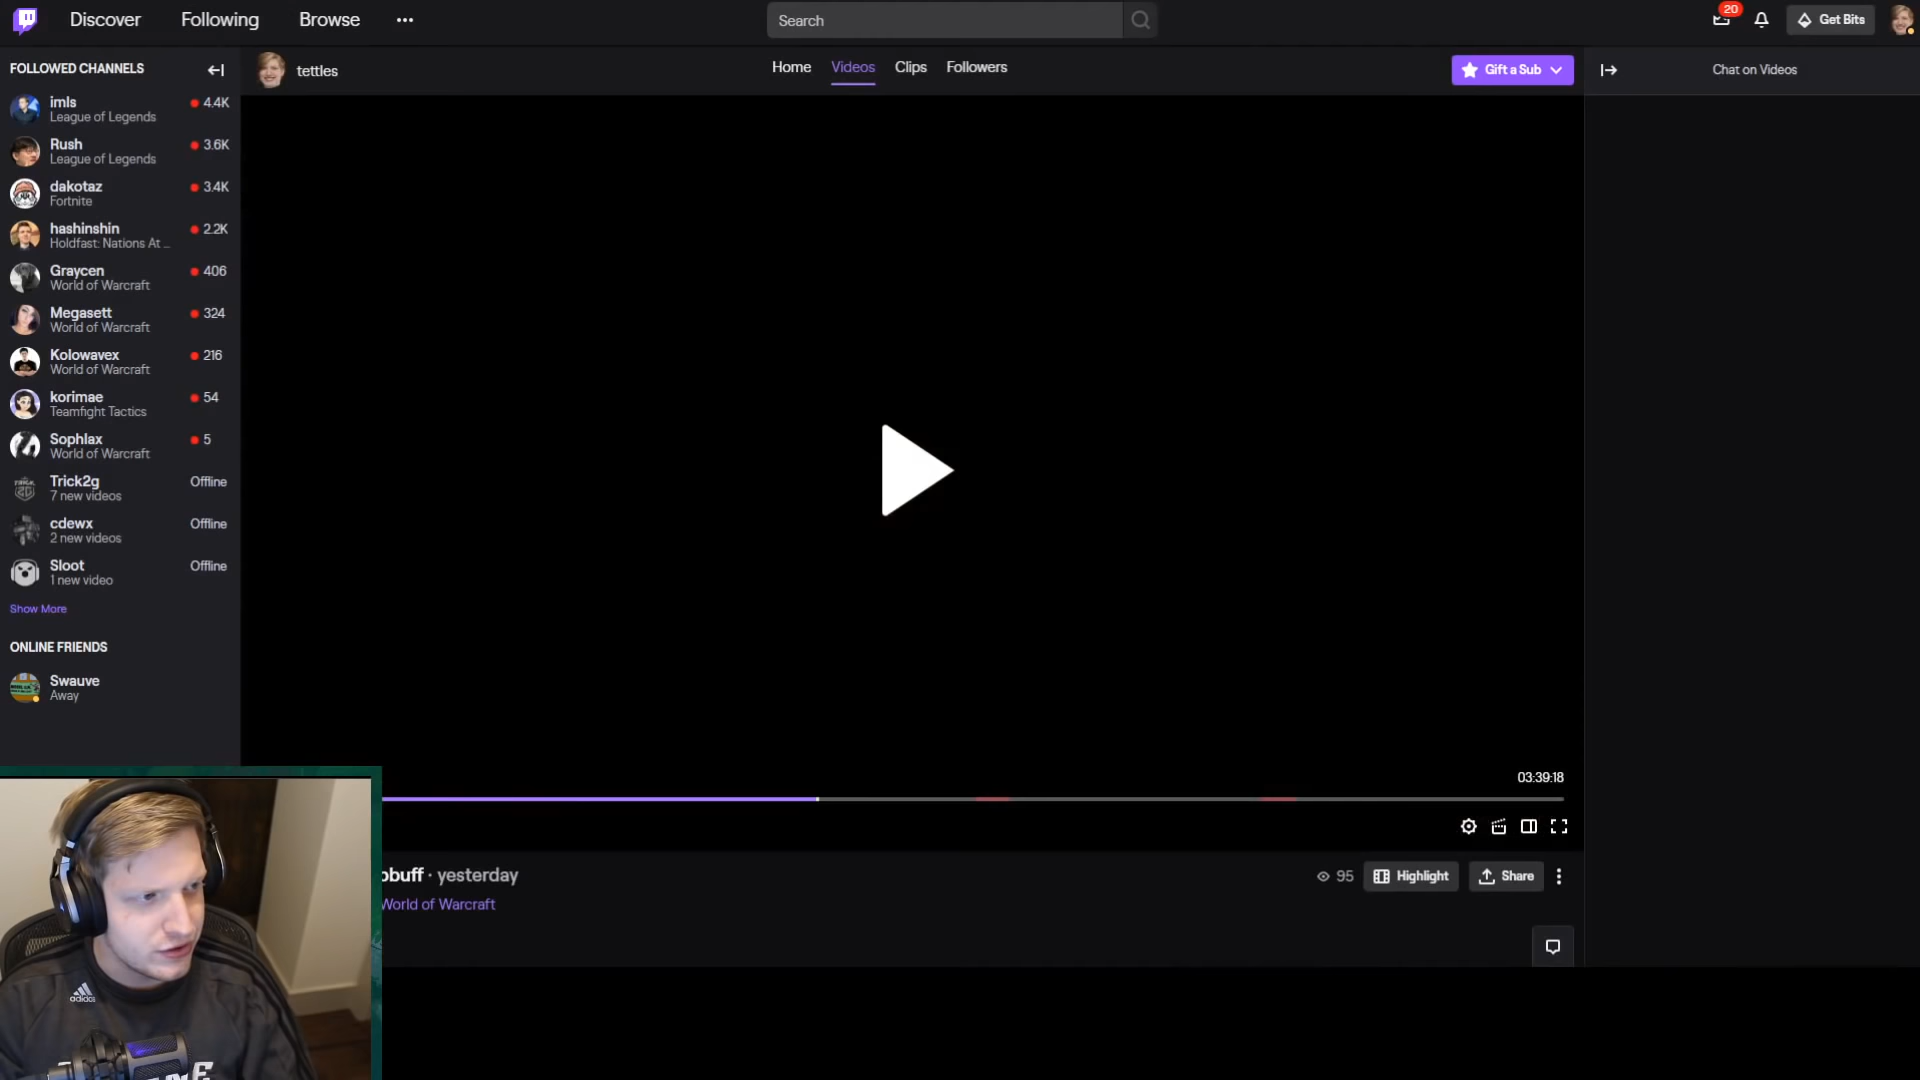 Discover Following Browse
Search
20
Get Bits
FOLLOWED CHANNELS
tettles
Home Videos Clips Followers
Gift a Sub
Chat on Videos
imls
4.4K
League of Legends
Rush
3.6K
League of Legends
dakotaz
3.4K
Fortnite
hashinshin
2.2K
Holdfast: Nations At ...
Graycen
406
World of Warcraft
Megasett
324
World of Warcraft
Kolowavex
216
World of Warcraft
korimae
54
Teamfight Tactics
Sophlax
5
World of Warcraft
Trick2g
Offline
7 new videos
cdewx
Offline
2 new videos
Sloot
Offline
1 new video
Show More
ONLINE FRIENDS
Swauve
Away
03:39:18
buff · yesterday
95
Highlight
Share
World of Warcraft
adidas